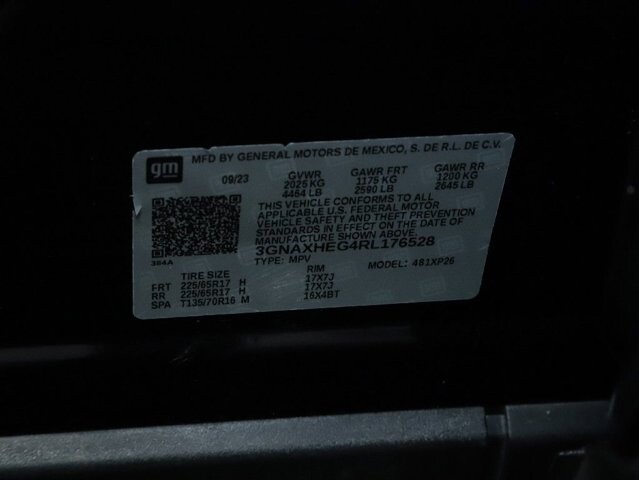 gm
MFD BY GENERAL MOTORS DE MEXICO, S. DE R.L. DE C.V.
09/23 GVWR GAWR FRT GAWR RR
2025 KG 1175 KG 1200 KG
4464 LB 2590 LB 2645 LB
THIS VEHICLE CONFORMS TO ALL
APPLICABLE U.S. FEDERAL MOTOR
VEHICLE SAFETY AND THEFT PREVENTION
STANDARDS IN EFFECT ON THE DATE OF
MANUFACTURE SHOWN ABOVE.
3GNAXHEG4RL176528
TYPE: MPV MODEL: 4B1XP26
384A
TIRE SIZE RIM
FRT 225/65R17 H 17X7J
RR 225/65R17 H 17X7J
SPA T135/70R16 M 16X4BT